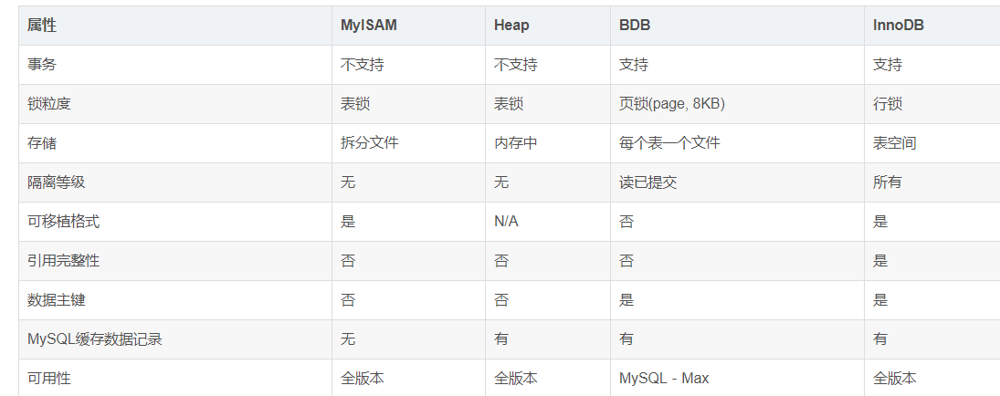 属性 MyISAM Heap BDB InnoDB
事务 不支持 不支持 支持 支持
锁粒度 表锁 表锁 页锁(page, 8KB) 行锁
存储 拆分文件 内存中 每个表一个文件 表空间
隔离等级 无 无 读已提交 所有
可移植格式 是 N/A 否 是
引用完整性 否 否 否 是
数据主键 否 否 是 是
MySQL缓存数据记录 无 有 有 有
可用性 全版本 全版本 MySQL－Max 全版本